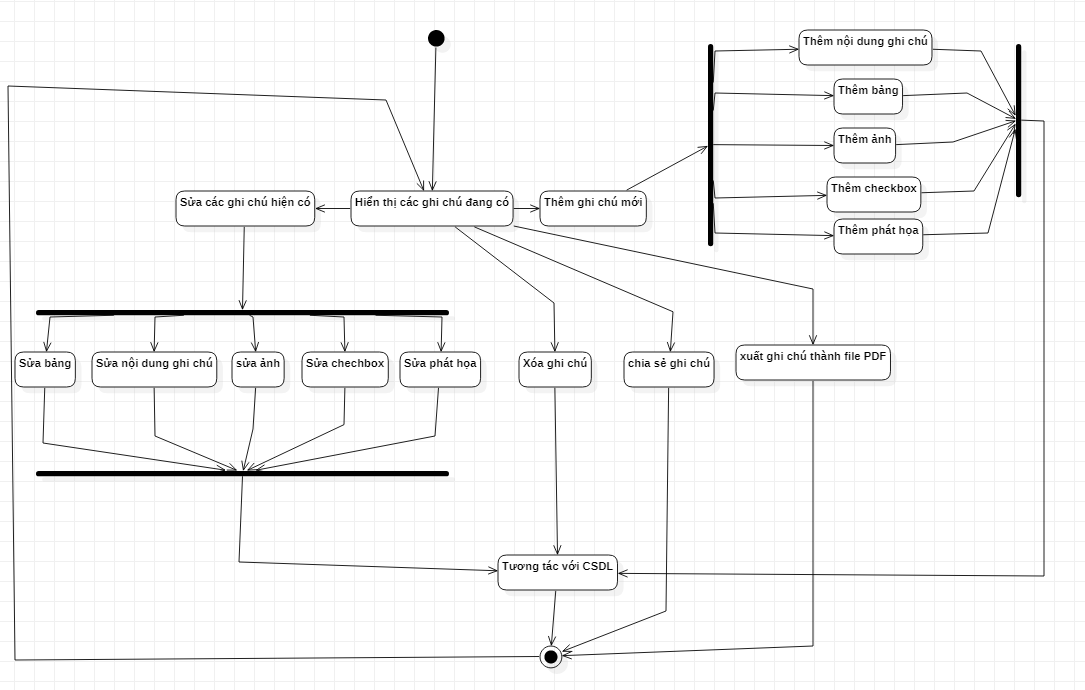 Thêm nội dung ghi chú
Thêm bảng
Thêm ảnh
Thêm checkbox
Thêm phát họa
Sửa các ghi chú hiện có
Hiển thị các ghi chú đang có
Thêm ghi chú mới
Sửa bảng
Sửa nội dung ghi chú
sửa ảnh
Sửa chechbox
Sửa phát họa
Xóa ghi chú
chia sẻ ghi chú
xuất ghi chú thành file PDF
Tương tác với CSDL